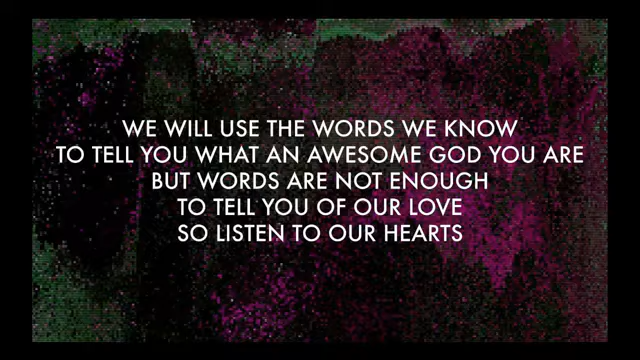 WE WILL USE THE WORDS WE KNOW
TO TELL YOU WHAT AN AWESOME GOD YOU ARE
BUT WORDS ARE NOT ENOUGH
TO TELL YOU OF OUR LOVE
SO LISTEN TO OUR HEARTS